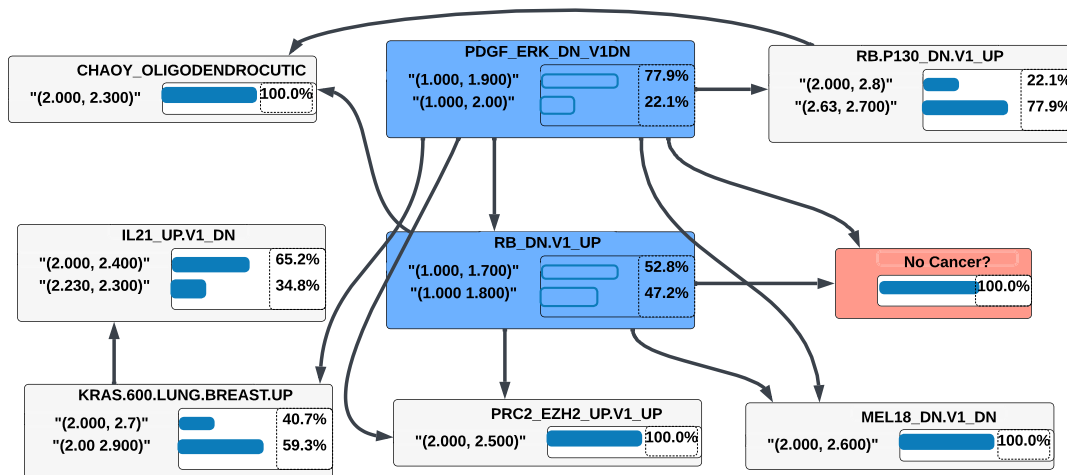 CHAOY_OLIGODENDROCUTIC
"(2.000, 2.300)" 100.0%
PDGF_ERK_DN_V1DN
"(1.000, 1.900)" 77.9%
"(1.000, 2.00)" 22.1%
RB.P130_DN.V1_UP
"(2.000, 2.8)" 22.1%
"(2.63, 2.700)" 77.9%
IL21_UP.V1_DN
"(2.000, 2.400)" 65.2%
"(2.230, 2.300)" 34.8%
RB_DN.V1_UP
"(1.000, 1.700)" 52.8%
"(1.000 1.800)" 47.2%
No Cancer?
100.0%
KRAS.600.LUNG.BREAST.UP
"(2.000, 2.7)" 40.7%
"(2.00 2.900)" 59.3%
PRC2_EZH2_UP.V1_UP
"(2.000, 2.500)" 100.0%
MEL18_DN.V1_DN
"(2.000, 2.600)" 100.0%